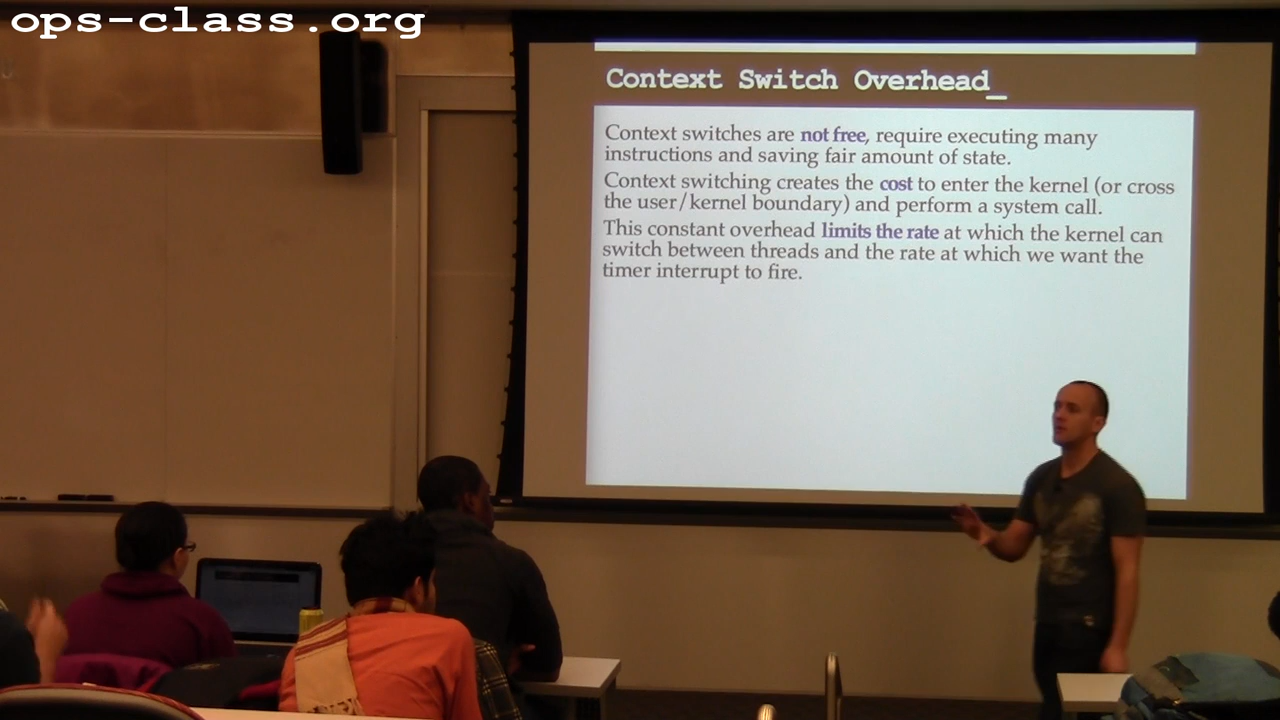 ops-class.org
Context Switch Overhead_
Context switches are not free, require executing many
instructions and saving fair amount of state.
Context switching creates the cost to enter the kernel (or cross
the user/kernel boundary) and perform a system call.
This constant overhead limits the rate at which the kernel can
switch between threads and the rate at which we want the
timer interrupt to fire.